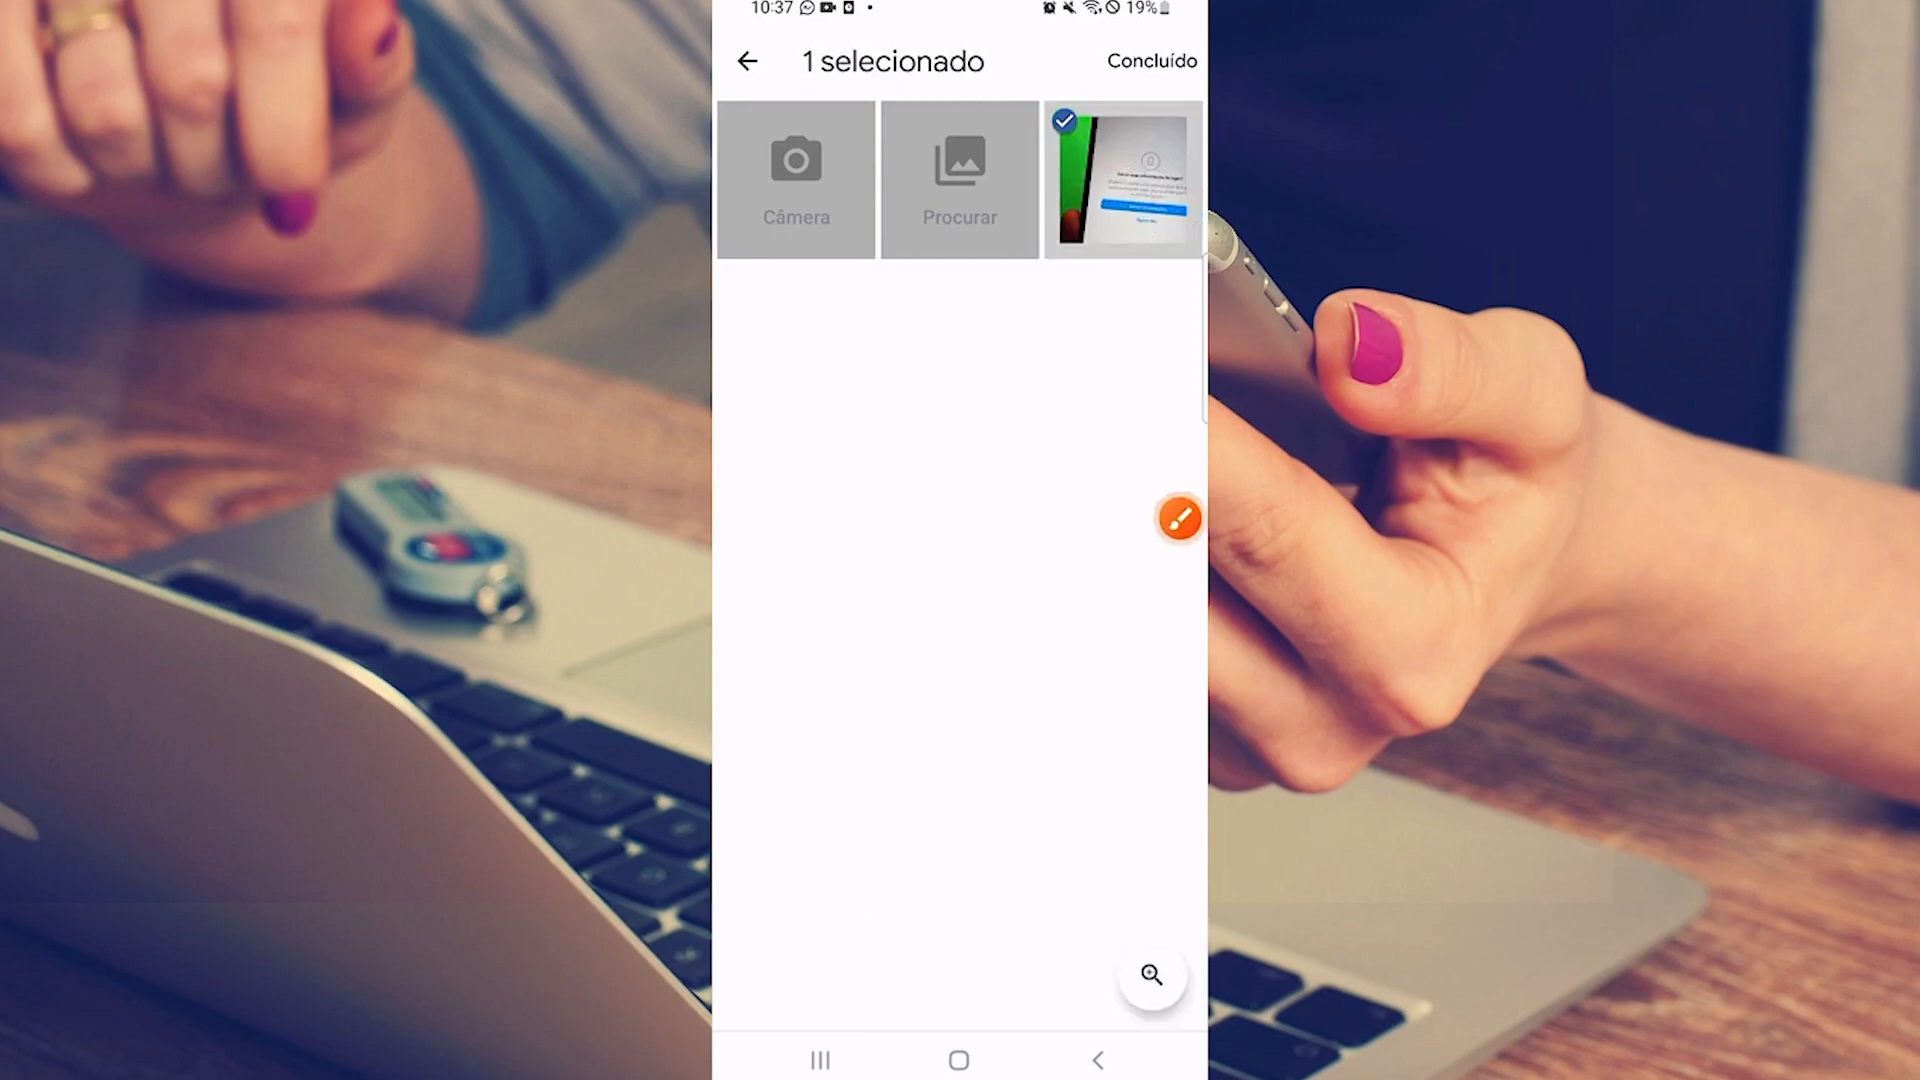 10:37
19%
1 selecionado
Concluído
Câmera
Procurar